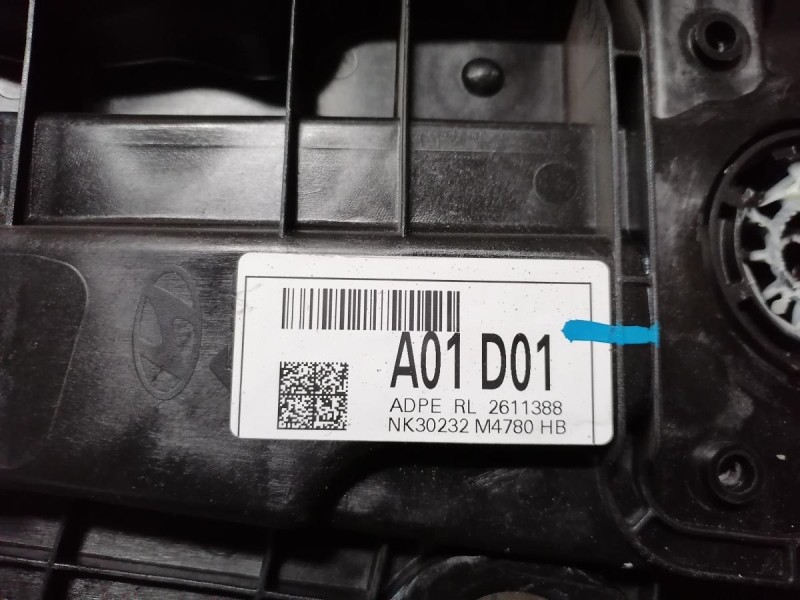 A01 D01
ADPE RL 2611388
NK30232 M4780 HB